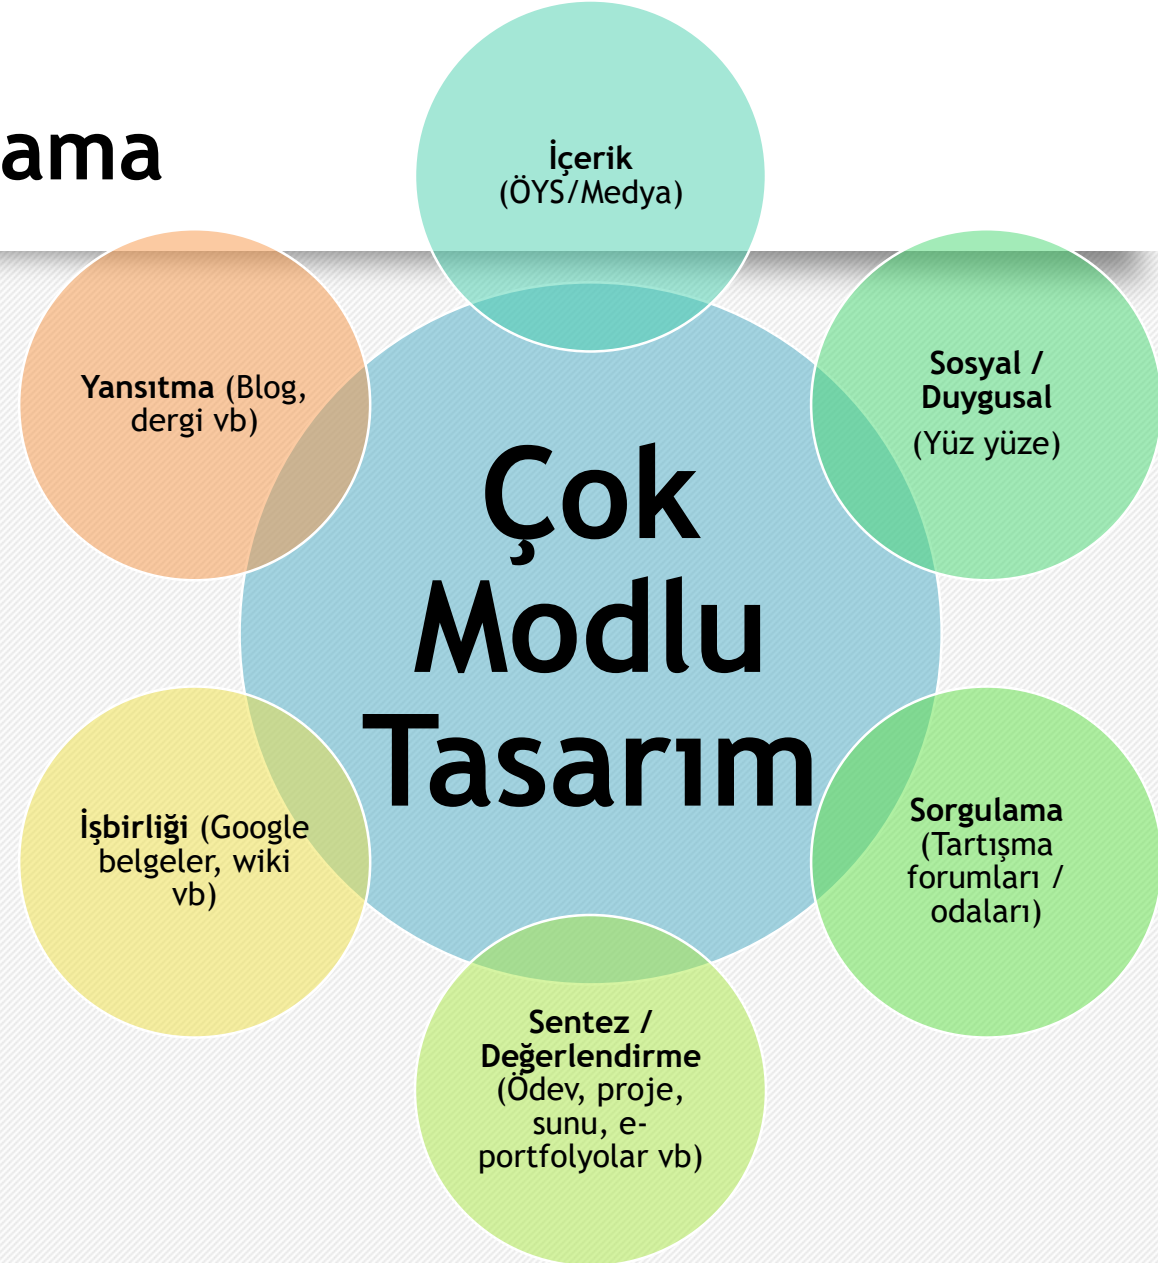 ama
İçerik
(ÖYS/Medya)
Sosyal /
Duygusal
(Yüz yüze)
Sorgulama
(Tartışma
forumları /
odaları)
Sentez /
Değerlendirme
(Ödev, proje,
sunu, e-
portfolyolar vb)
İşbirliği (Google
belgeler, wiki
vb)
Yansıtma (Blog,
dergi vb)
Çok
Modlu
Tasarım